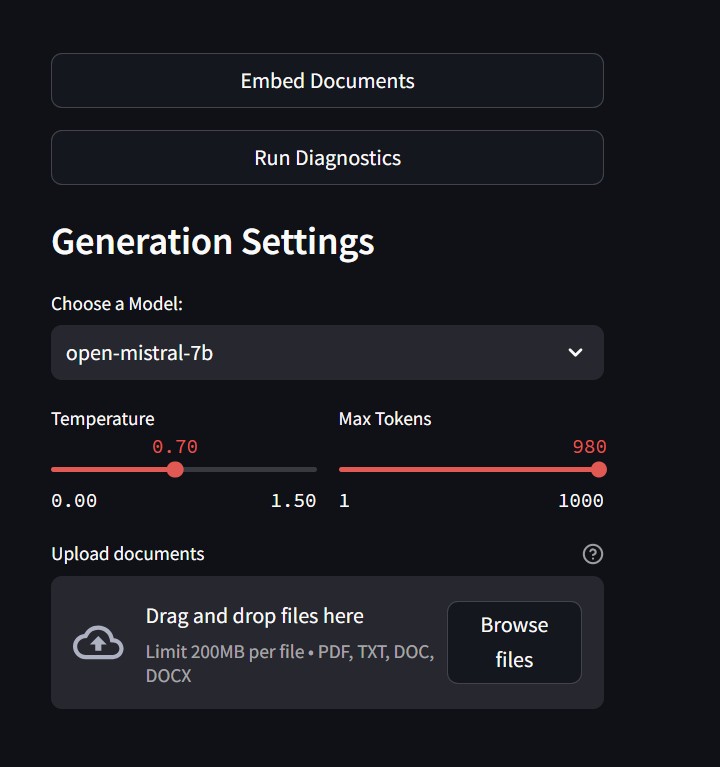 Embed Documents
Run Diagnostics
Generation Settings
Choose a Model:
open-mistral-7b
Temperature
0.70
0.00 1.50
Max Tokens
980
1 1000
Upload documents
Drag and drop files here
Limit 200MB per file • PDF, TXT, DOC,
DOCX
Browse
files